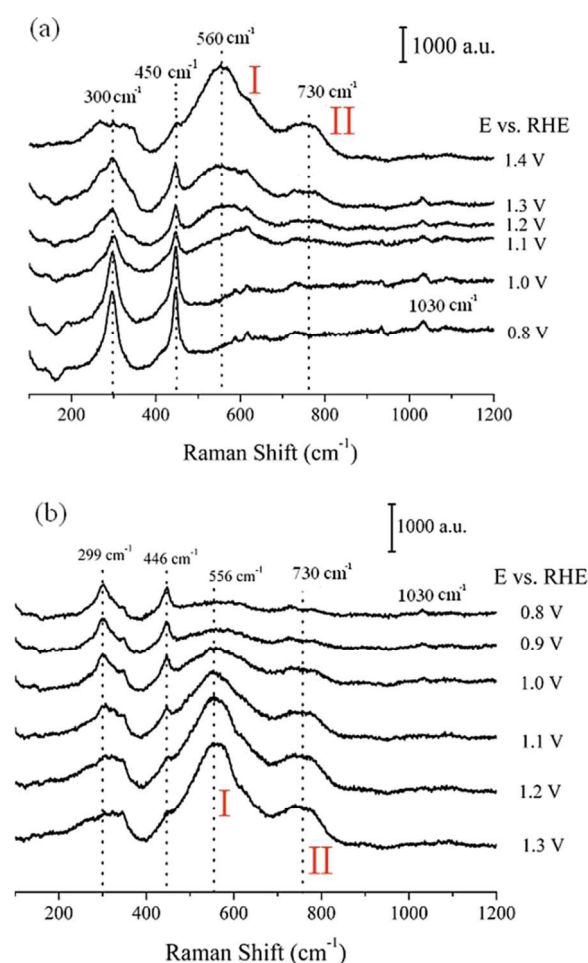 (a)
560 cm⁻¹
1000 a.u.
450 cm⁻¹
I
300 cm⁻¹
730 cm⁻¹
II
E vs. RHE
1.4 V
1.3 V
1.2 V
1.1 V
1.0 V
1030 cm⁻¹
0.8 V
200 400 600 800 1000 1200
Raman Shift (cm⁻¹)
(b)
1000 a.u.
299 cm⁻¹ 446 cm⁻¹ 556 cm⁻¹ 730 cm⁻¹
E vs. RHE
1030 cm⁻¹
0.8 V
0.9 V
1.0 V
1.1 V
1.2 V
I
1.3 V
II
200 400 600 800 1000 1200
Raman Shift (cm⁻¹)